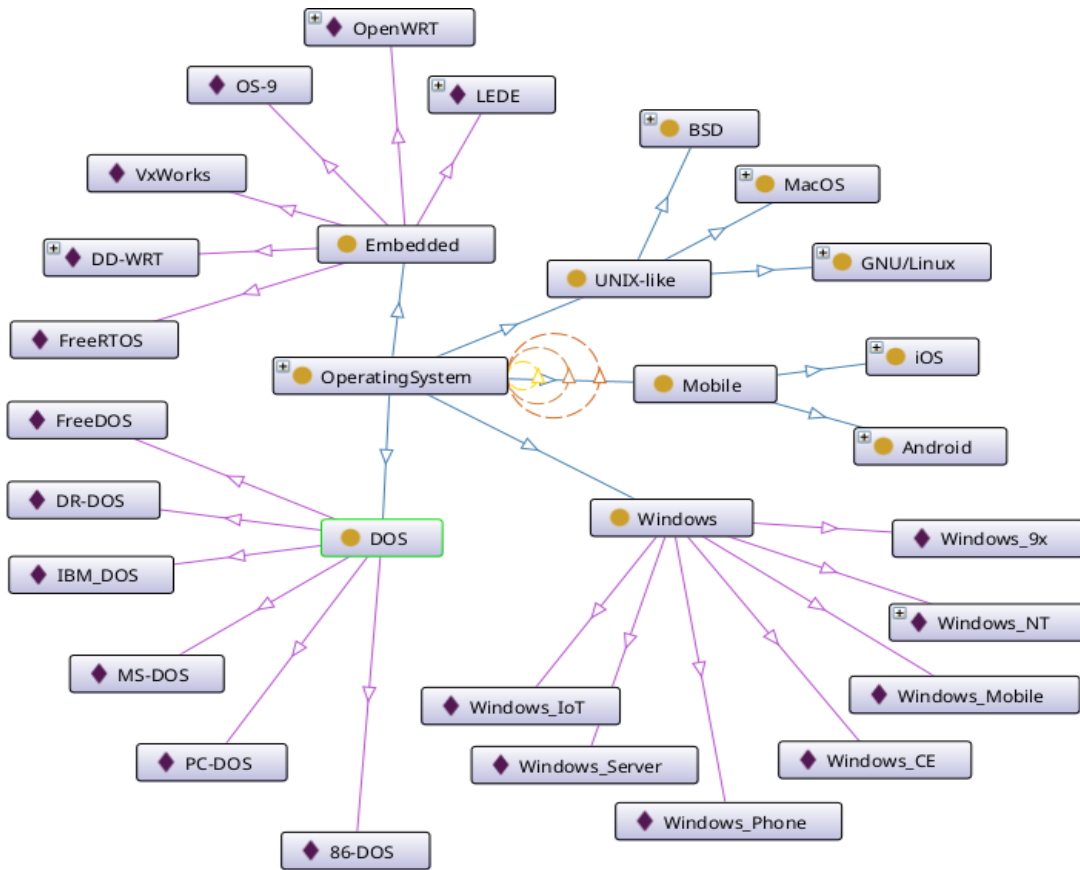 OpenWRT
OS-9
LEDE
BSD
VxWorks
MacOS
Embedded
DD-WRT
GNU/Linux
UNIX-like
FreeRTOS
iOS
OperatingSystem
Mobile
FreeDOS
Android
DR-DOS
Windows
DOS
Windows_9x
IBM_DOS
Windows_NT
MS-DOS
Windows_Mobile
Windows_IoT
PC-DOS
Windows_Server
Windows_CE
Windows_Phone
86-DOS